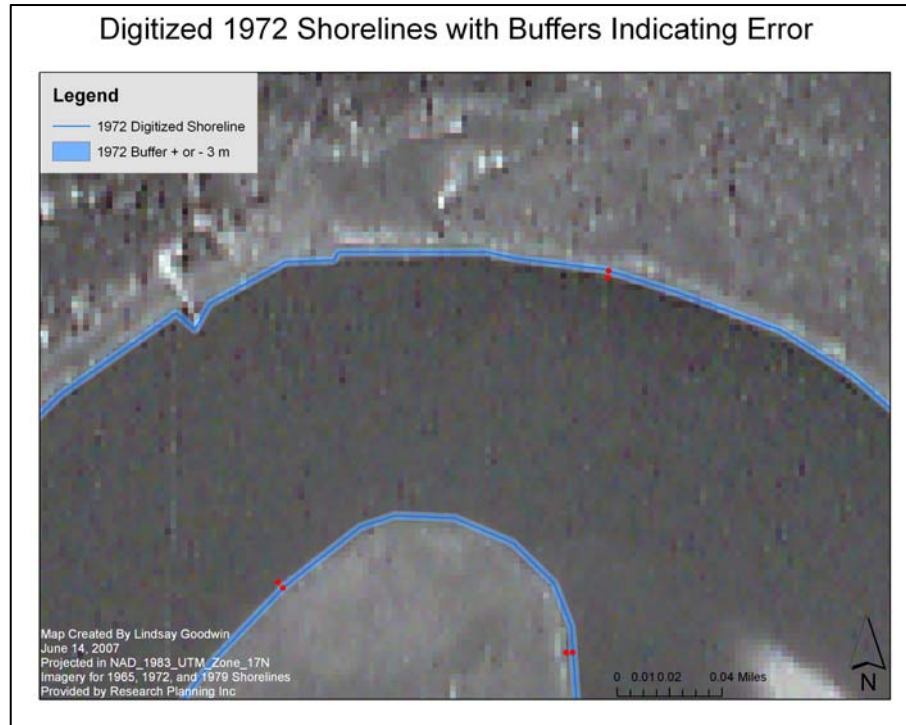 Digitized 1972 Shorelines with Buffers Indicating Error
Legend
1972 Digitized Shoreline
1972 Buffer + or - 3 m
Map Created By Lindsay Goodwin
June 14, 2007
Projected in NAD_1983_UTM_Zone_17N
Imagery for 1965, 1972, and 1979 Shorelines
Provided by Research Planning Inc
0 0.01 0.02 0.04 Miles
N